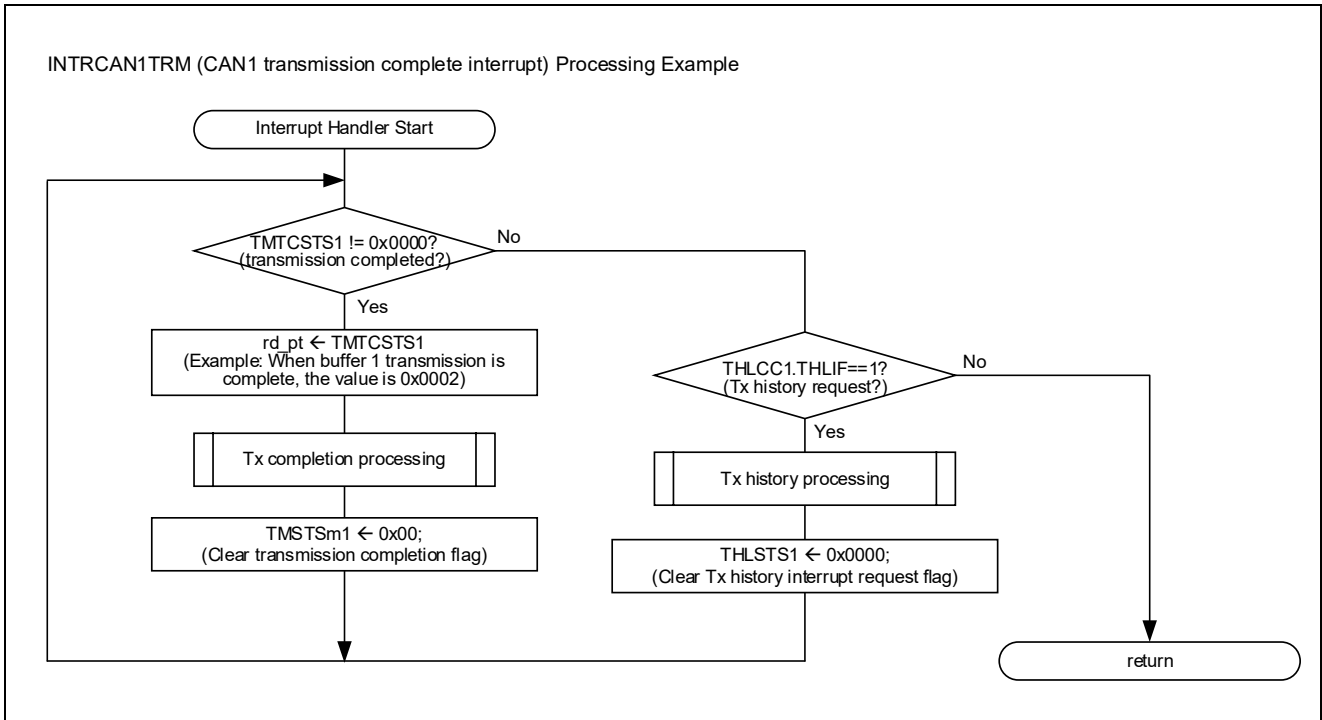 INTRCAN1TRM (CAN1 transmission complete interrupt) Processing Example
Interrupt Handler Start
TMTCSTS1 != 0x0000?
(transmission completed?)
No
Yes
rd_pt ← TMTCSTS1
(Example: When buffer 1 transmission is
complete, the value is 0x0002)
Tx completion processing
TMSTSm1 ← 0x00;
(Clear transmission completion flag)
THLCC1.THLIF==1?
(Tx history request?)
No
Yes
Tx history processing
THLSTS1 ← 0x0000;
(Clear Tx history interrupt request flag)
return